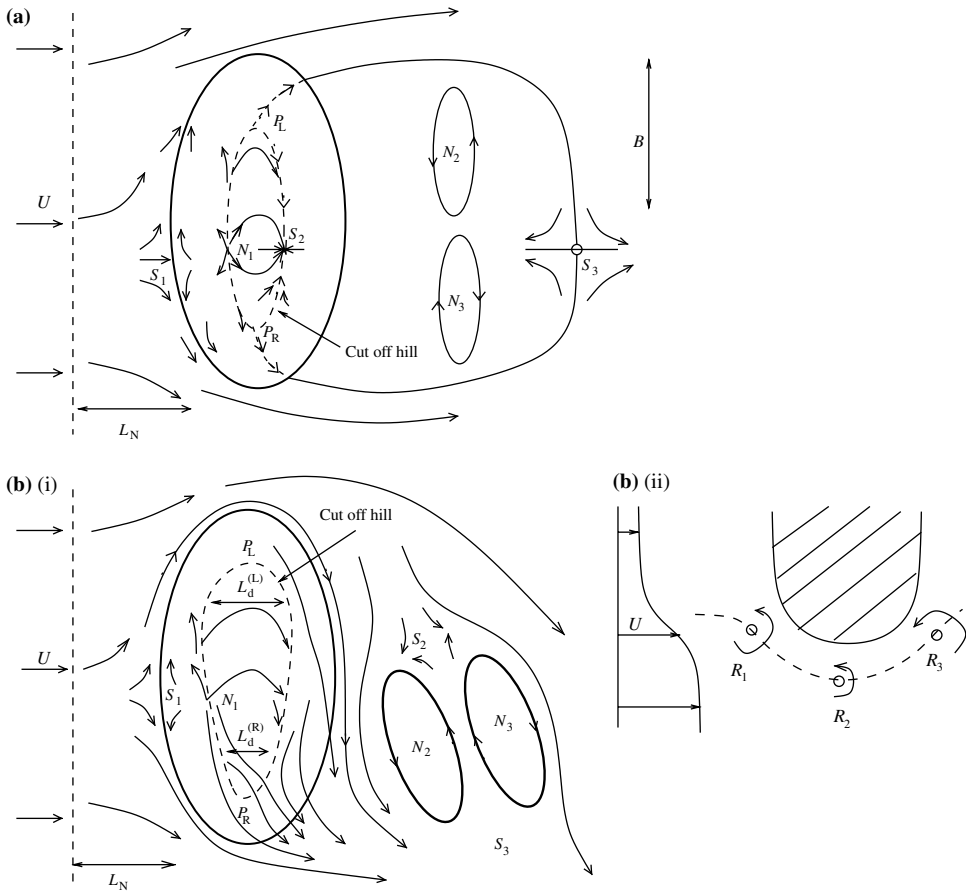 (a)
P_L
B
N_2
U
N_1
S_2
S_1
S_3
N_3
P_R
Cut off hill
L_N
(b) (i)
(b) (ii)
Cut off hill
P_L
L_d^(L)
U
S_2
U
S_1
N_1
R_1
R_3
R_2
L_d^(R)
N_2
N_3
P_R
S_3
L_N